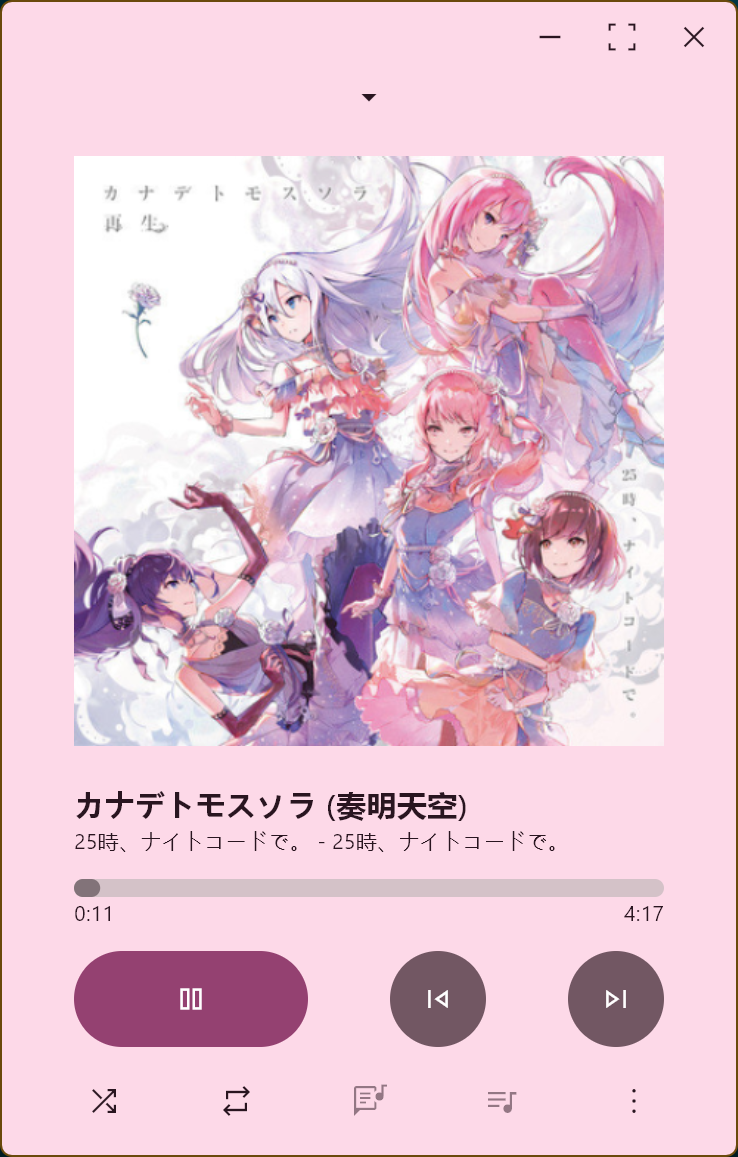 カナデトモスソラ
再生
25時、ナイトコードで。
カナデトモスソラ (奏明天空)
25時、ナイトコードで。 - 25時、ナイトコードで。
0:11
4:17